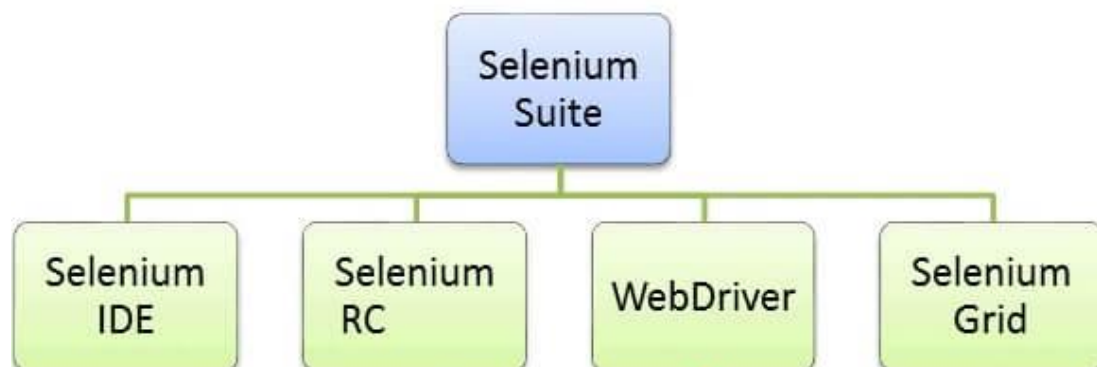 Selenium
Suite
Selenium
IDE
Selenium
RC
WebDriver
Selenium
Grid